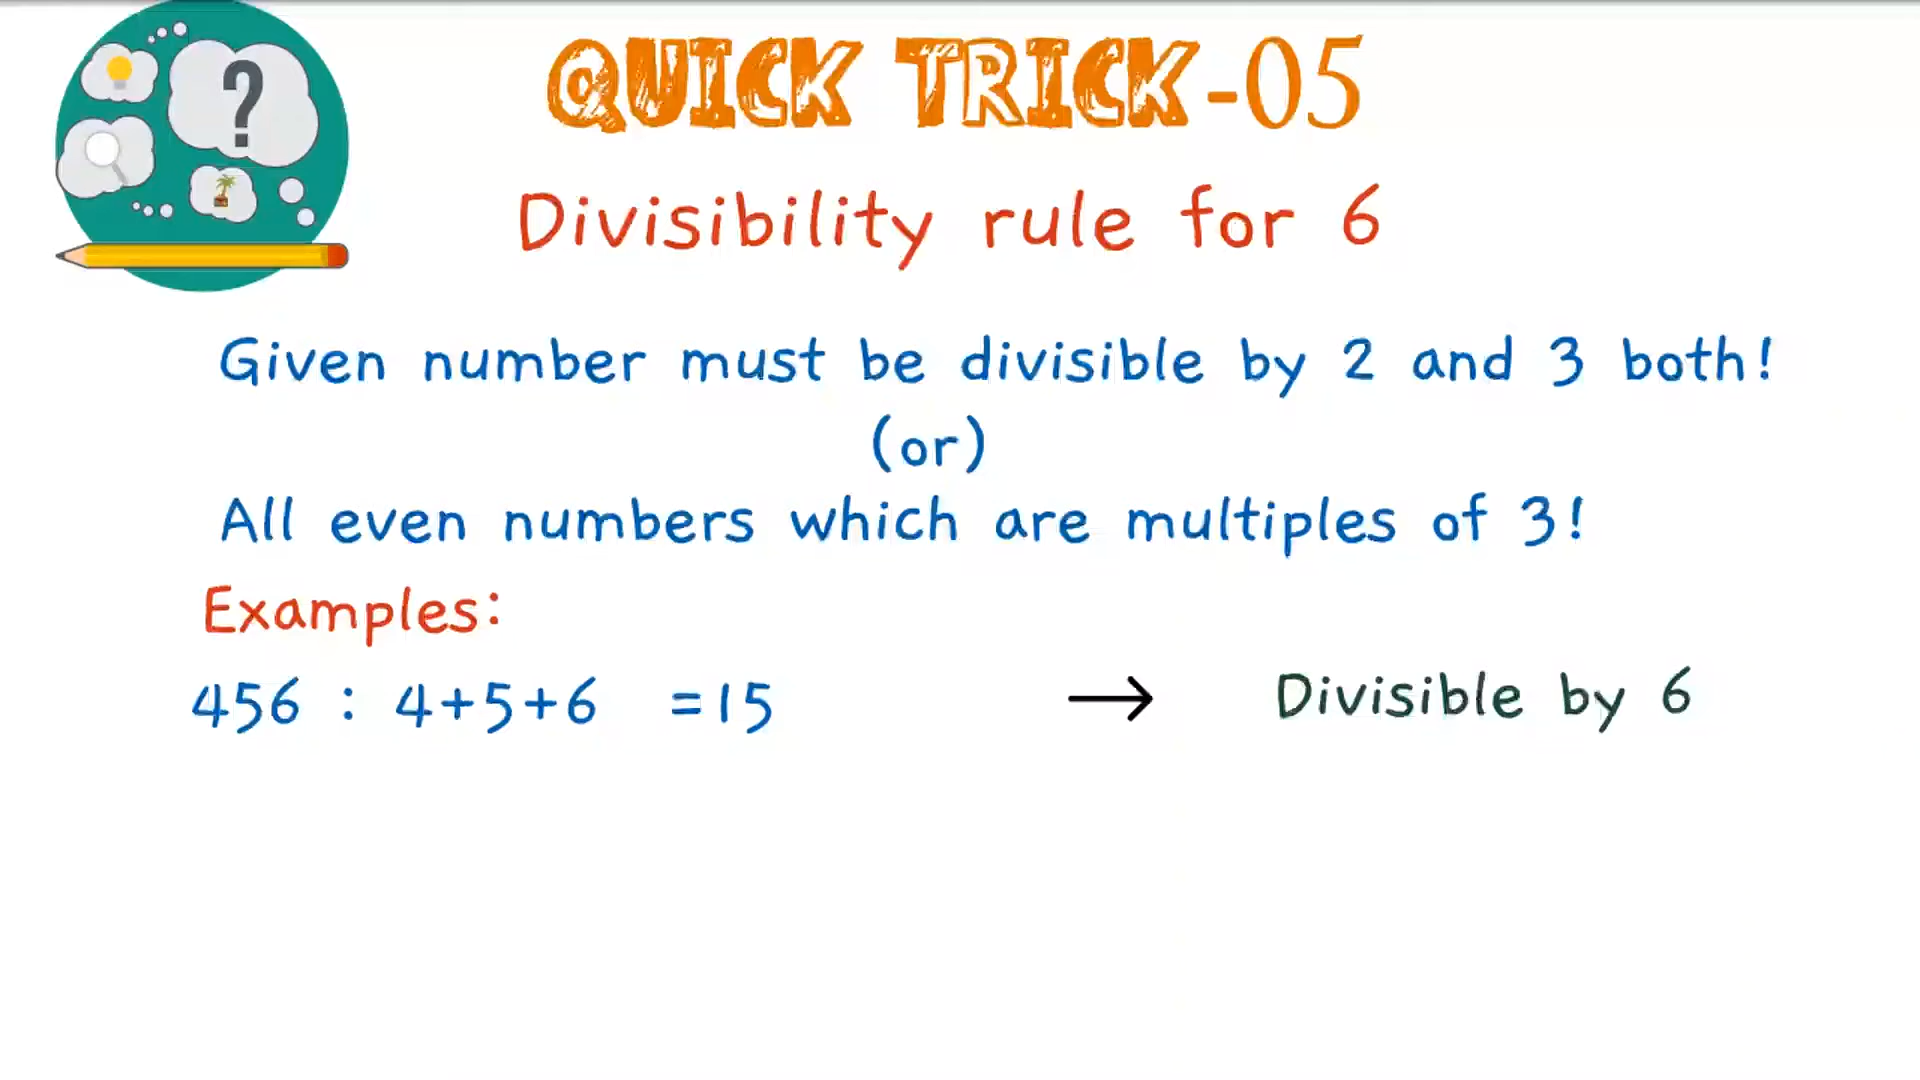 ?
QUICK TRICK-05
Divisibility rule for 6
Given number must be divisible by 2 and 3 both!
(or)
All even numbers which are multiples of 3!
Examples:
456 : 4+5+6 =15 → Divisible by 6